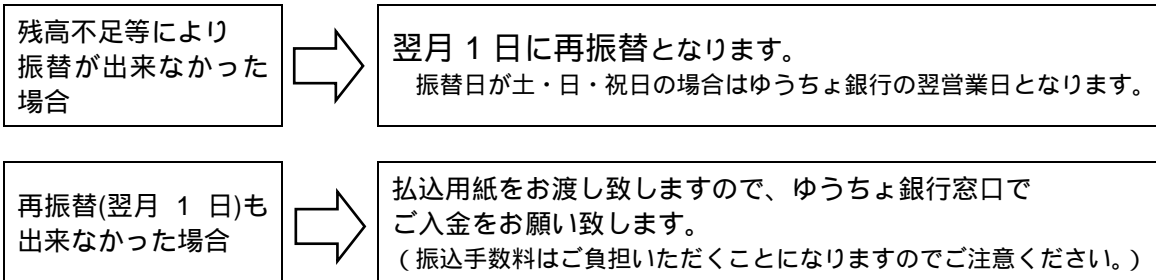 残高不足等により
振替が出来なかった
場合
翌月 1 日に再振替となります。
振替日が土・日・祝日の場合はゆうちょ銀行の翌営業日となります。
再振替(翌月 1 日)も
出来なかった場合
払込用紙をお渡し致しますので、ゆうちょ銀行窓口で
ご入金をお願い致します。
（振込手数料はご負担いただくことになりますのでご注意ください。）